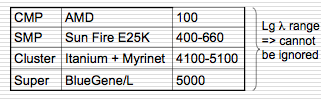 CMP AMD 100
SMP Sun Fire E25K 400-660
Cluster Itanium + Myrinet 4100-5100
Super BlueGene/L 5000
Lg λ range
=> cannot
be ignored